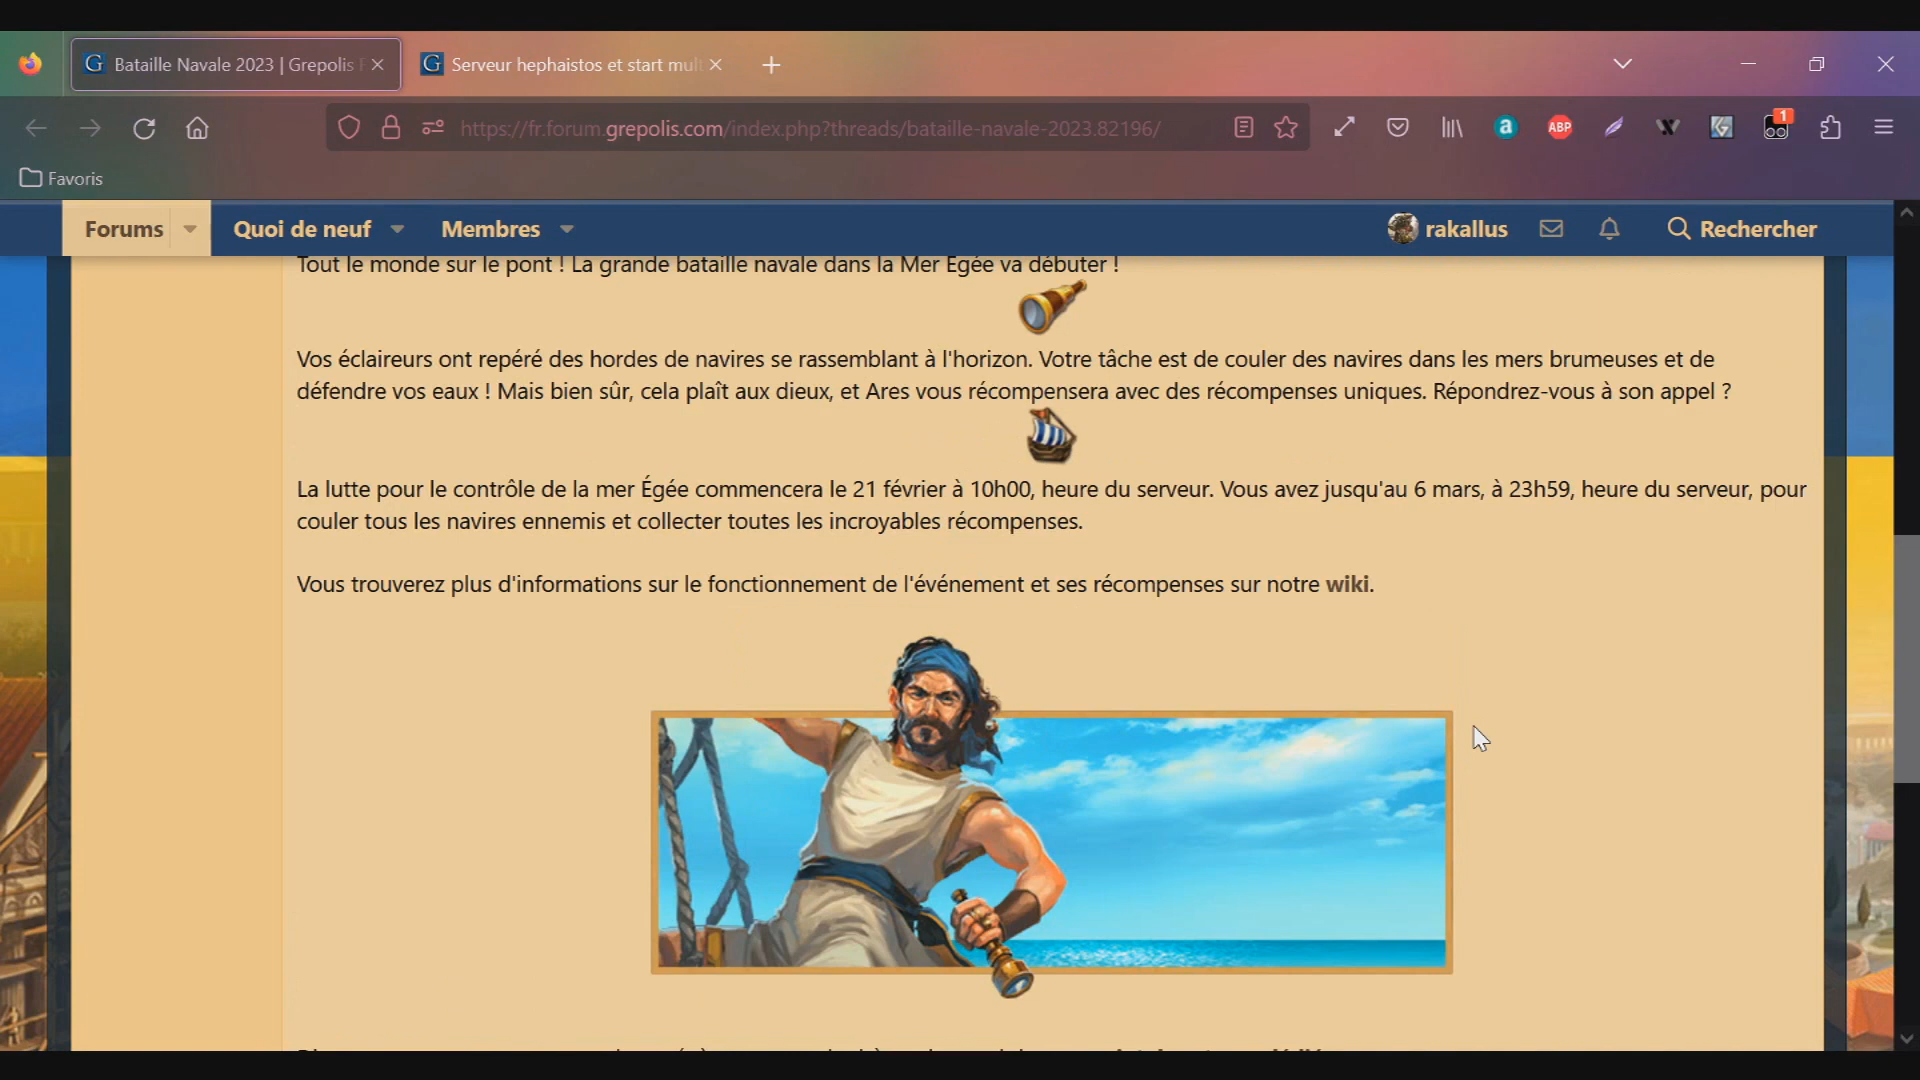 Bataille Navale 2023 | Grepolis F
Serveur hephaistos et start mul
https://fr.forum.grepolis.com/index.php?threads/bataille-navale-2023.82196/
a
ABP
1
Favoris
Forums
Quoi de neuf
Membres
rakallus
Rechercher
Tout le monde sur le pont ! La grande bataille navale dans la Mer Egée va débuter !
Vos éclaireurs ont repéré des hordes de navires se rassemblant à l'horizon. Votre tâche est de couler des navires dans les mers brumeuses et de
défendre vos eaux ! Mais bien sûr, cela plaît aux dieux, et Ares vous récompensera avec des récompenses uniques. Répondrez-vous à son appel ?
La lutte pour le contrôle de la mer Égée commencera le 21 février à 10h00, heure du serveur. Vous avez jusqu'au 6 mars, à 23h59, heure du serveur, pour
couler tous les navires ennemis et collecter toutes les incroyables récompenses.
Vous trouverez plus d'informations sur le fonctionnement de l'événement et ses récompenses sur notre wiki.